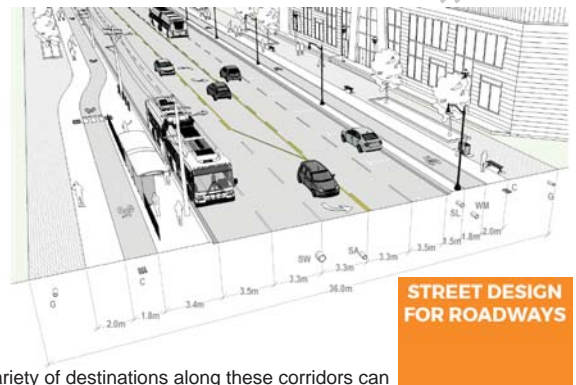 SL
WM
C
G
1.5m
1.8m
2.0m
3.5m
3.3m
3.3m
SA
SW
3.3m
3.5m
3.4m
1.8m
2.0m
C
G
36.0m
STREET DESIGN
FOR ROADWAYS
ariety of destinations along these corridors can